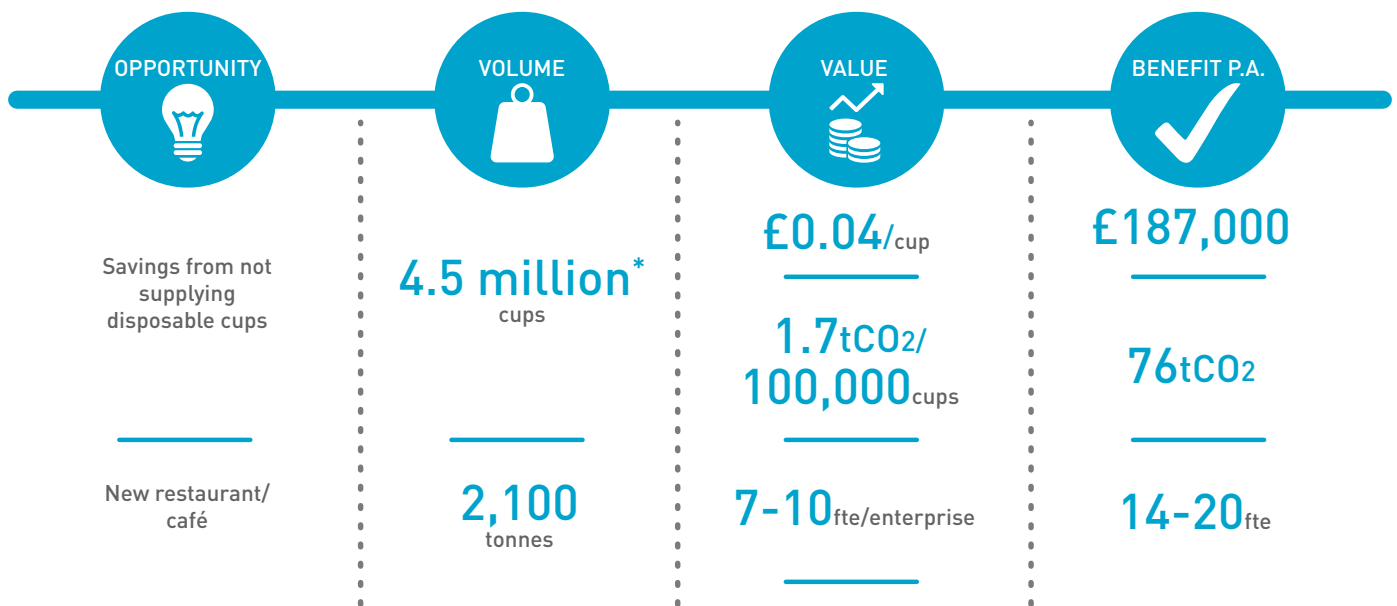 OPPORTUNITY
VOLUME
VALUE
BENEFIT P.A.
Savings from not
supplying
disposable cups
4.5 million*
cups
£0.04/cup
1.7tCO2/
100,000cups
£187,000
76tCO2
New restaurant/
café
2,100
tonnes
7-10fte/enterprise
14-20fte